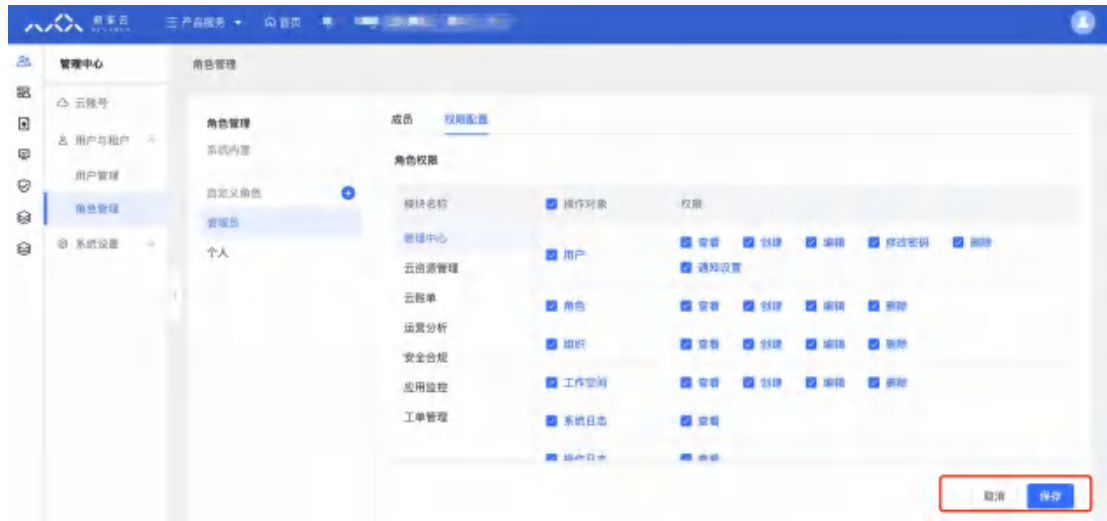 产品服务 首页
管理中心
云账号
用户与租户
用户管理
角色管理
系统设置
角色管理
角色管理
系统内置
自定义角色
管理员
个人
成员 权限配置
角色权限
模块名称 操作对象 权限
管理中心
云资源管理
云账单
运营分析
安全合规
应用监控
工单管理
用户 查看 创建 编辑 修改密码 删除
通知设置
角色 查看 创建 编辑 删除
组织 查看 创建 编辑 删除
工作空间 查看 创建 编辑 删除
系统日志 查看
操作日志 查看
取消 保存